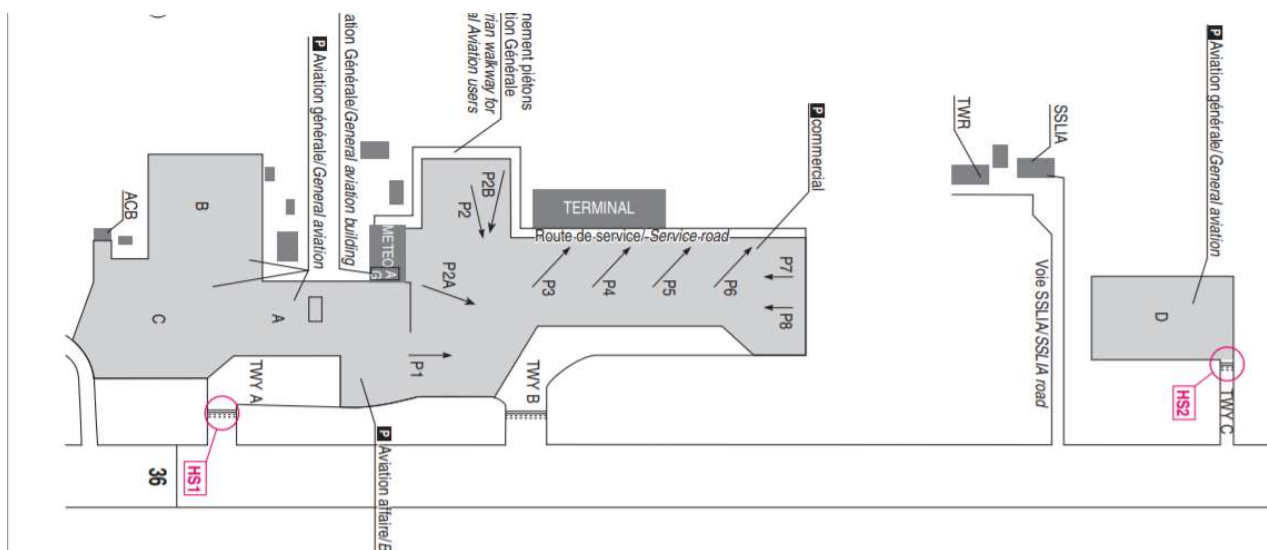 )
nement piétons
tion Générale
rian walkway for
al Aviation users
ation Générale/General aviation building
P Aviation générale/General aviation
P commercial
P Aviation générale/General aviation
TWR
SSLIA
ACB
B
P2B
P2
TERMINAL
Route de service/ Service road
METEO
A
G
P2A
P3
P4
P5
P6
P7
P8
Voie SSLIA/SSLIA road
D
C
A
P1
TWY A
TWY B
TWY C
HS2
HS1
36
P Aviation affaire/